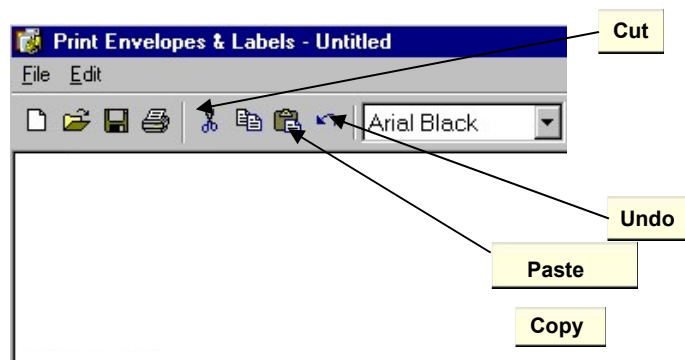 Cut
Print Envelopes & Labels - Untitled
File Edit
Arial Black
Undo
Paste
Copy